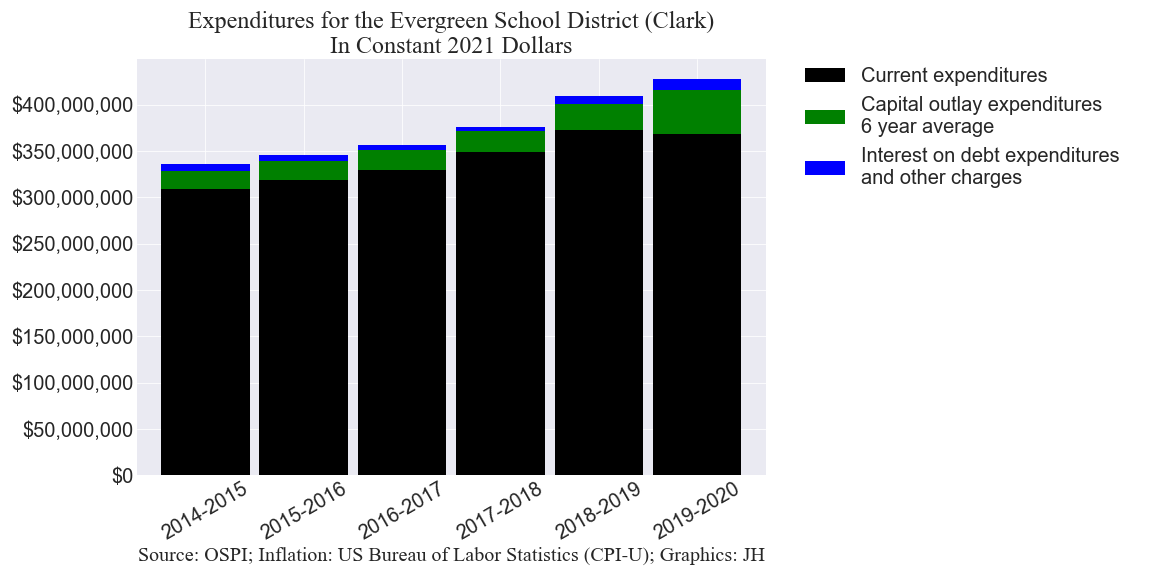 Expenditures for the Evergreen School District (Clark)
In Constant 2021 Dollars
$400,000,000
$350,000,000
$300,000,000
$250,000,000
$200,000,000
$150,000,000
$100,000,000
$50,000,000
$0
2014-2015
2015-2016
2016-2017
2017-2018
2018-2019
2019-2020
Current expenditures
Capital outlay expenditures
6 year average
Interest on debt expenditures
and other charges
Source: OSPI; Inflation: US Bureau of Labor Statistics (CPI-U); Graphics: JH